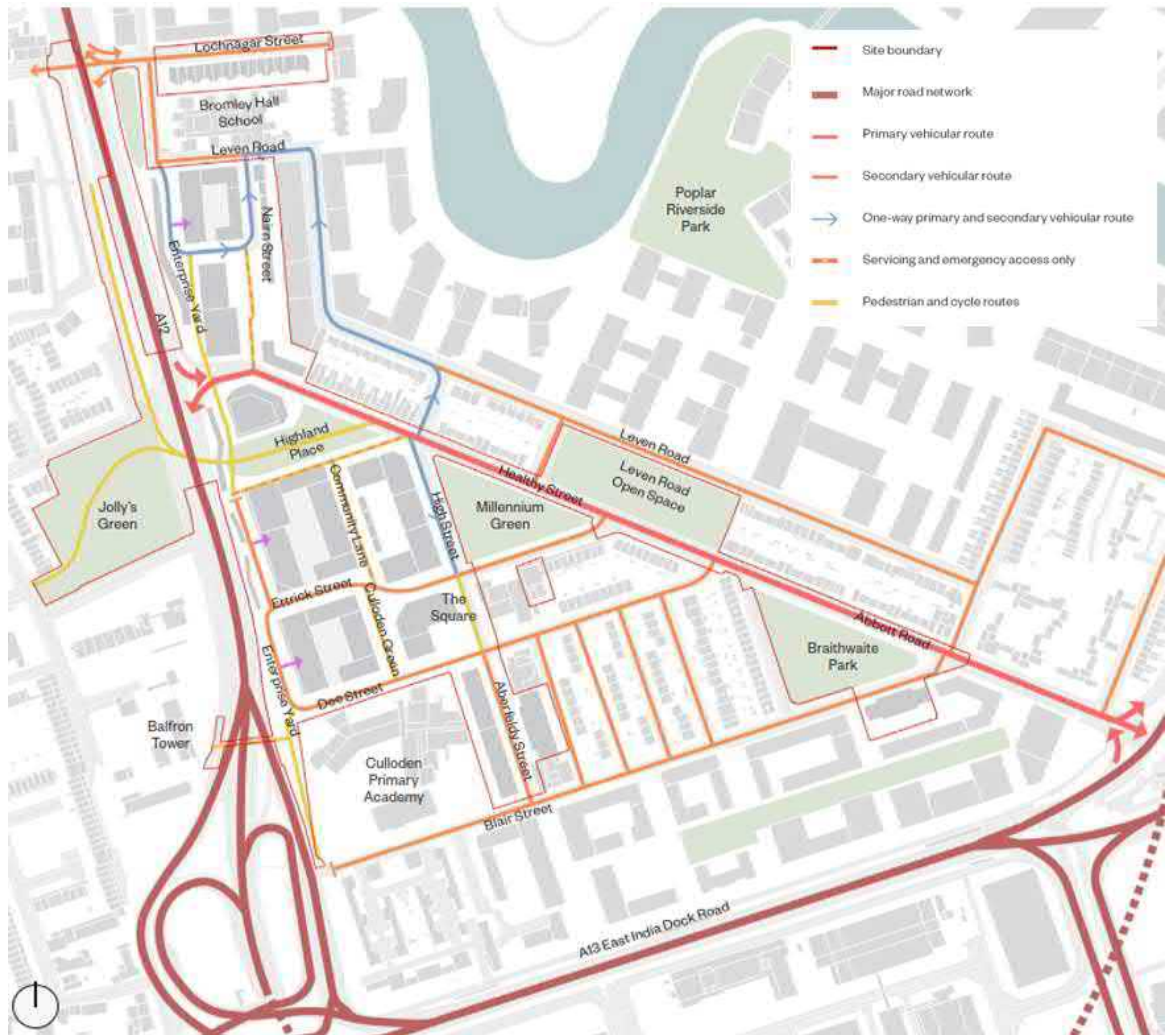 Lochnagar Street
Bromley Hall
School
Leven Road
Nairn Street
Enterprise Yard
A12
Poplar
Riverside
Park
Site boundary
Major road network
Primary vehicular route
Secondary vehicular route
One-way primary and secondary vehicular route
Servicing and emergency access only
Pedestrian and cycle routes
Highland
Place
Jolly's
Green
Community Lane
High Street
Healthy Street
Millennium
Green
Leven Road
Leven Road
Open Space
Ettrick Street
The
Square
Culloden Green
Abbott Road
Braithwaite
Park
Enterprise Yard
Dee Street
Aberfeldy Street
Balfron
Tower
Culloden
Primary
Academy
Blair Street
A13 East India Dock Road